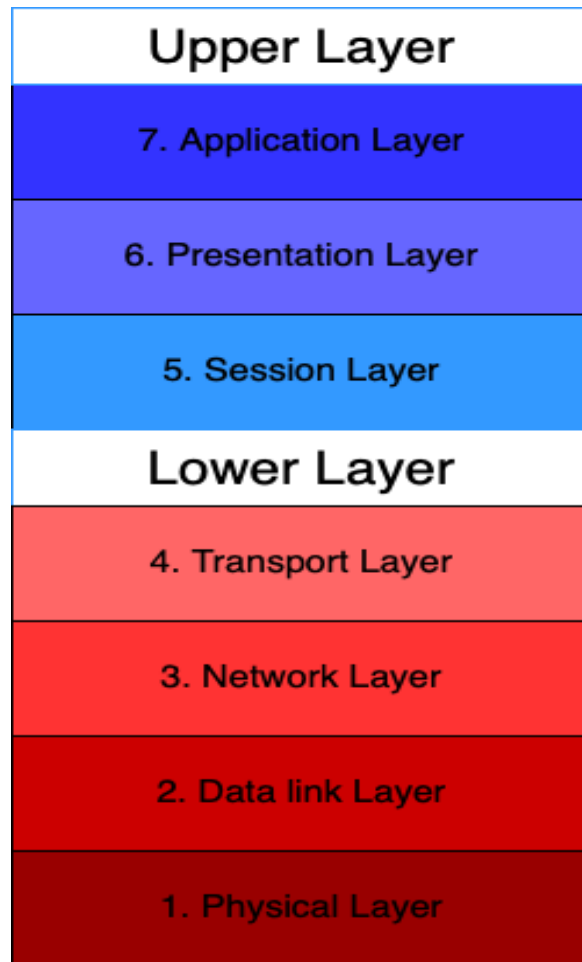 Upper Layer
7. Application Layer
6. Presentation Layer
5. Session Layer
Lower Layer
4. Transport Layer
3. Network Layer
2. Data link Layer
1. Physical Layer